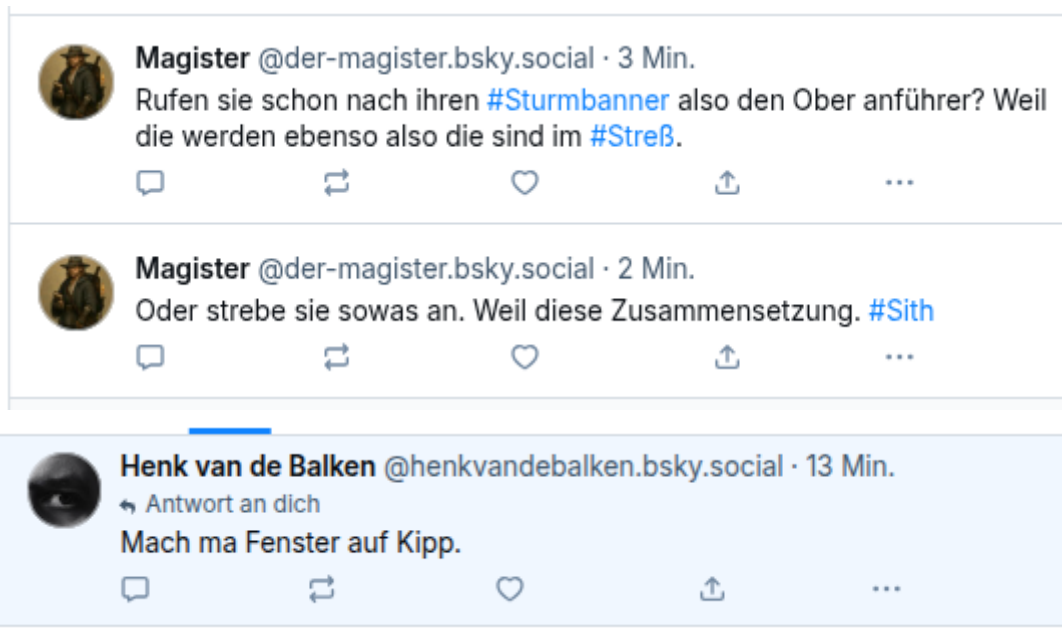 Magister @der-magister.bsky.social · 3 Min.
Rufen sie schon nach ihren #Sturmbanner also den Ober anführer? Weil
die werden ebenso also die sind im #Streß.
Magister @der-magister.bsky.social · 2 Min.
Oder strebe sie sowas an. Weil diese Zusammensetzung. #Sith
Henk van de Balken @henkvandebalken.bsky.social · 13 Min.
Antwort an dich
Mach ma Fenster auf Kipp.